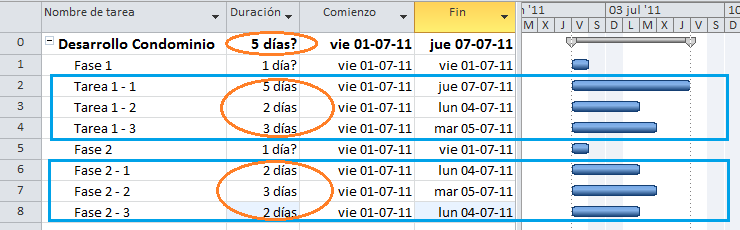 Nombre de tarea Duración Comienzo Fin n '11 03 jul '11 10
M X J V S D L M X J V S D L M
0 Desarrollo Condominio 5 días? vie 01-07-11 jue 07-07-11
1 Fase 1 1 día? vie 01-07-11 vie 01-07-11
2 Tarea 1 - 1 5 días vie 01-07-11 jue 07-07-11
3 Tarea 1 - 2 2 días vie 01-07-11 lun 04-07-11
4 Tarea 1 - 3 3 días vie 01-07-11 mar 05-07-11
5 Fase 2 1 día? vie 01-07-11 vie 01-07-11
6 Fase 2 - 1 2 días vie 01-07-11 lun 04-07-11
7 Fase 2 - 2 3 días vie 01-07-11 mar 05-07-11
8 Fase 2 - 3 2 días vie 01-07-11 lun 04-07-11